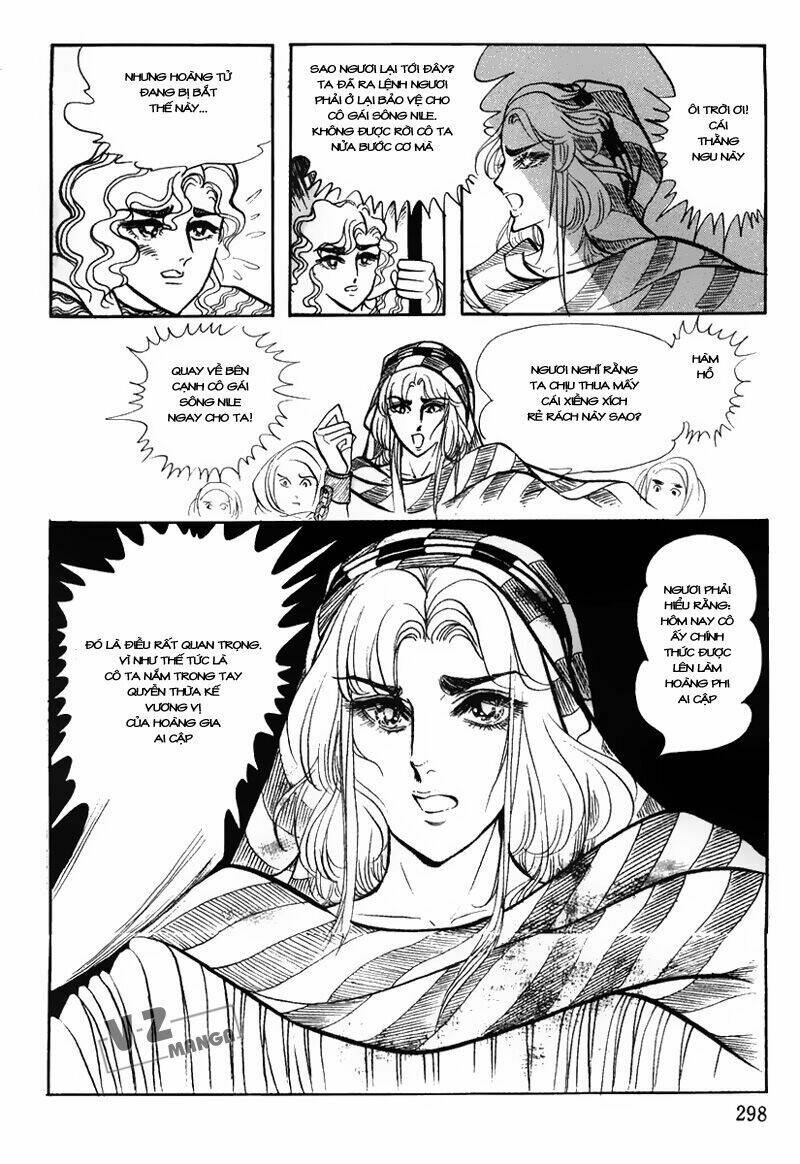 ÔI TRỜI ƠI!
CÁI
THẰNG
NGU NÀY
SAO NGƯƠI LẠI TỚI ĐÂY?
TA ĐÃ RA LỆNH NGƯƠI
PHẢI Ở LẠI BẢO VỆ CHO
CÔ GÁI SÔNG NILE.
KHÔNG ĐƯỢC RỜI CÔ TA
NỬA BƯỚC CƠ MÀ
NHƯNG HOÀNG TỬ
ĐANG BỊ BẮT
THẾ NÀY...
HÀM
HỒ
NGƯƠI NGHĨ RẰNG
TA CHỊU THUA MẤY
CÁI XIỀNG XÍCH
RẺ RÁCH NÀY SAO?
QUAY VỀ BÊN
CẠNH CÔ GÁI
SÔNG NILE
NGAY CHO TA!
NGƯƠI PHẢI
HIỂU RẰNG:
HÔM NAY CÔ
ẤY CHÍNH
THỨC ĐƯỢC
LÊN LÀM
HOÀNG PHI
AI CẬP
ĐÓ LÀ ĐIỀU RẤT QUAN TRỌNG.
VÌ NHƯ THẾ TỨC LÀ
CÔ TA NẮM TRONG TAY
QUYỀN THỪA KẾ
VƯƠNG VỊ
CỦA HOÀNG GIA
AI CẬP
V-Z
MANGA
298